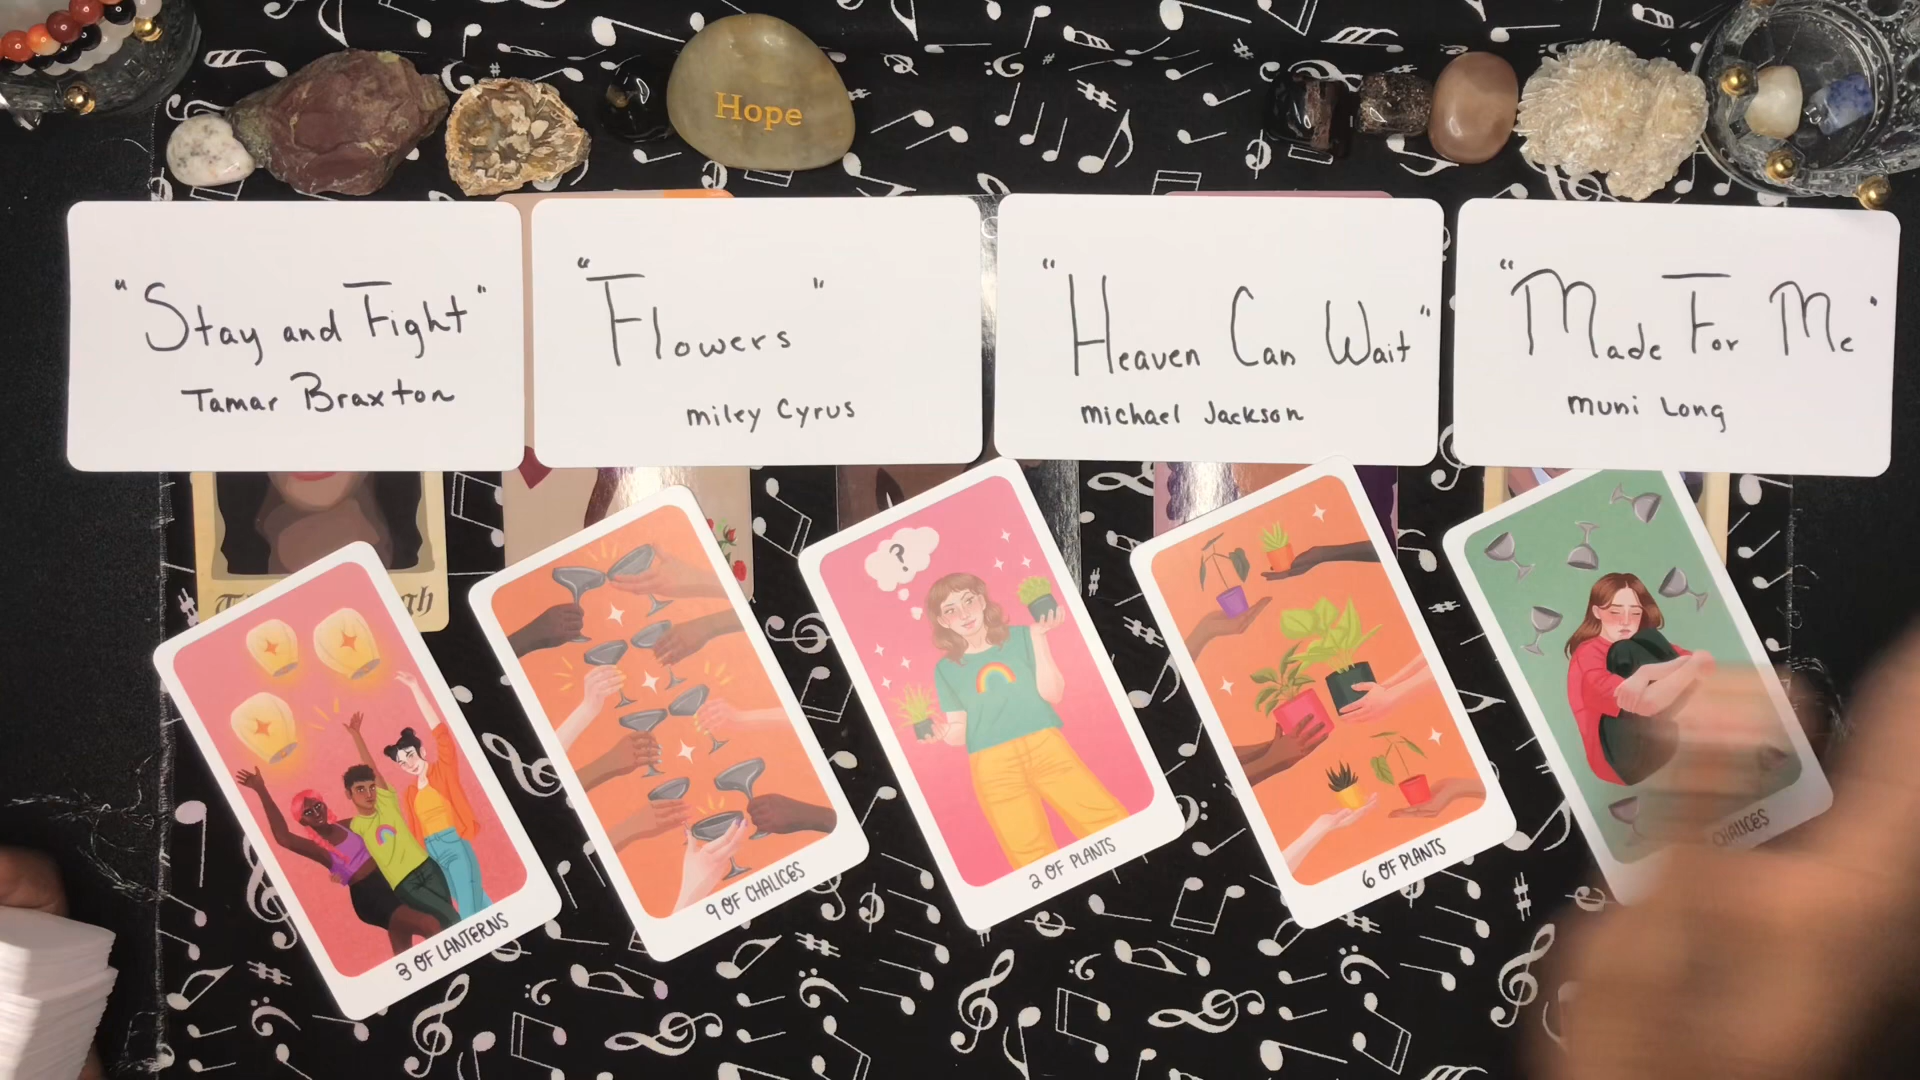 Hope
"Stay and Fight"
Tamar Braxton
"Flowers"
miley Cyrus
"Heaven Can Wait"
michael Jackson
"Made For Me"
muni Long
?
3 OF LANTERNS
9 OF CHALICES
2 OF PLANTS
6 OF PLANTS
CHALICES